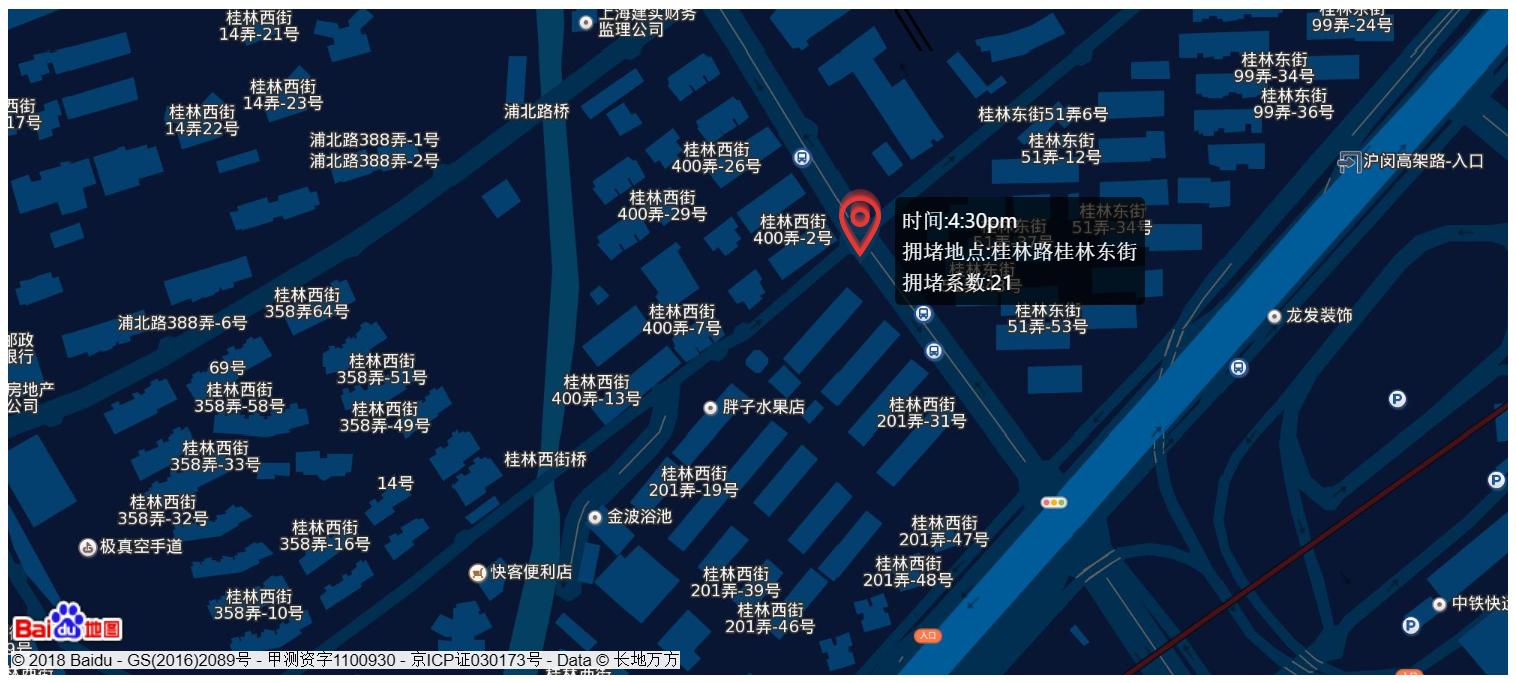 桂林西街
14弄-21号
上海建实财务
监理公司
桂林东街
99弄-24号
桂林西街
14弄-23号
桂林东街
99弄-34号
桂林东街
99弄-36号
西街
17号
桂林西街
14弄22号
浦北路桥
桂林东街51弄6号
浦北路388弄-1号
浦北路388弄-2号
桂林西街
400弄-26号
桂林东街
51弄-12号
沪闵高架路-入口
桂林西街
400弄-29号
桂林西街
400弄-2号
时间:4:30pm
拥堵地点:桂林路桂林东街
拥堵系数:21
桂林东街
51弄-34号
东街
51弄-37号
桂林东街
号
桂林西街
358弄64号
浦北路388弄-6号
桂林西街
400弄-7号
桂林东街
51弄-53号
龙发装饰
邮政
银行
69号
桂林西街
358弄-51号
房地产
公司
桂林西街
358弄-58号
桂林西街
400弄-13号
P
桂林西街
358弄-49号
胖子水果店
桂林西街
201弄-31号
桂林西街
358弄-33号
桂林西街桥
14号
桂林西街
201弄-19号
P
桂林西街
358弄-32号
金波浴池
桂林西街
358弄-16号
桂林西街
201弄-47号
极真空手道
快客便利店
桂林西街
201弄-39号
桂林西街
201弄-48号
桂林西街
358弄-10号
桂林西街
201弄-46号
中铁快运
P
入口
Bai du 地图
9号
© 2018 Baidu - GS(2016)2089号 - 甲测资字1100930 - 京ICP证030173号 - Data © 长地万方
林西街
桂林西街
入口